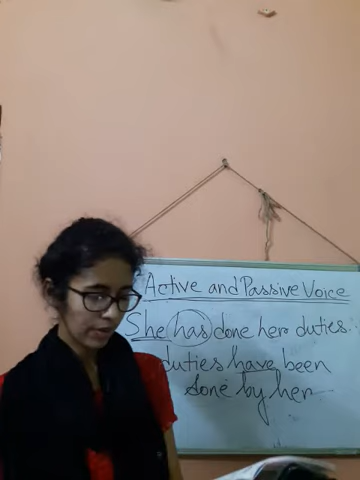 Active and Passive Voice
She has done her duties.
duties have been
done by her